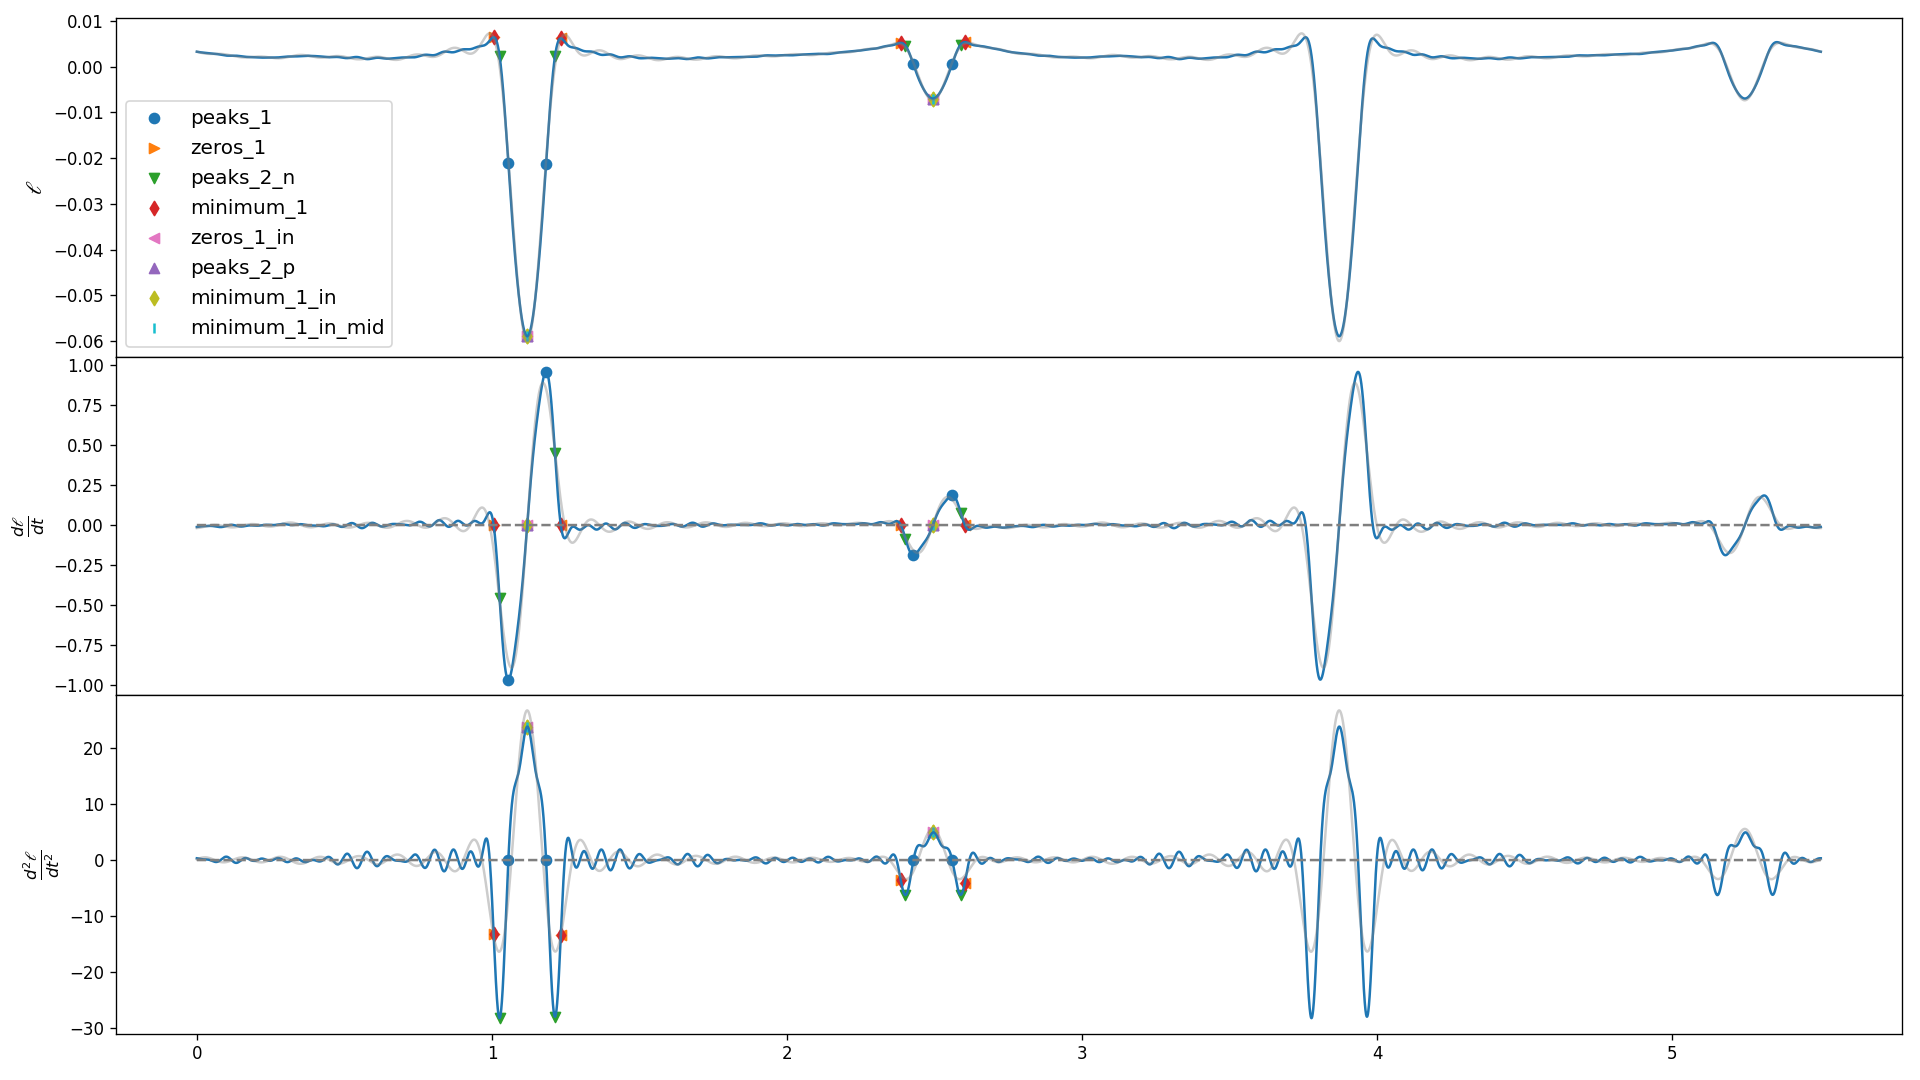 0.01
0.00
−0.01
−0.02
−0.03
−0.04
−0.05
−0.06
ℓ
peaks_1
zeros_1
peaks_2_n
minimum_1
zeros_1_in
peaks_2_p
minimum_1_in
minimum_1_in_mid
1.00
0.75
0.50
0.25
0.00
−0.25
−0.50
−0.75
−1.00
dℓ/dt
20
10
0
−10
−20
−30
d²ℓ/dt²
0 1 2 3 4 5